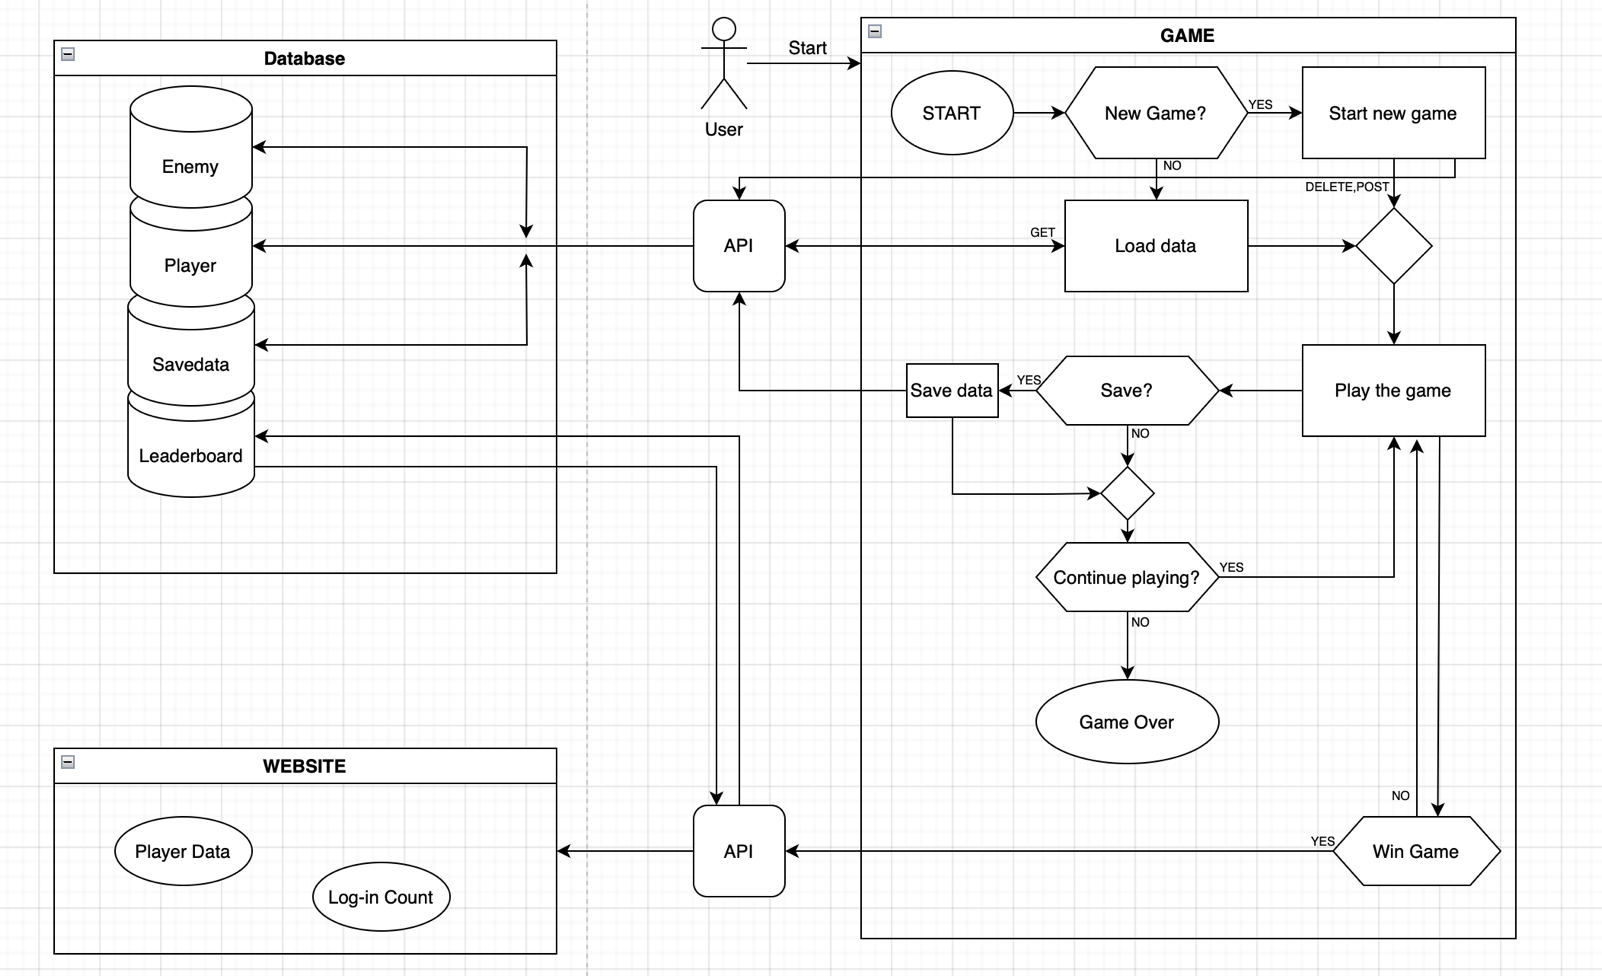 Database
Enemy
Player
Savedata
Leaderboard
User
Start
GAME
START
New Game?
YES
Start new game
NO
DELETE,POST
API
GET
Load data
Save data
YES
Save?
Play the game
NO
Continue playing?
YES
NO
Game Over
NO
WEBSITE
Player Data
Log-in Count
API
YES
Win Game